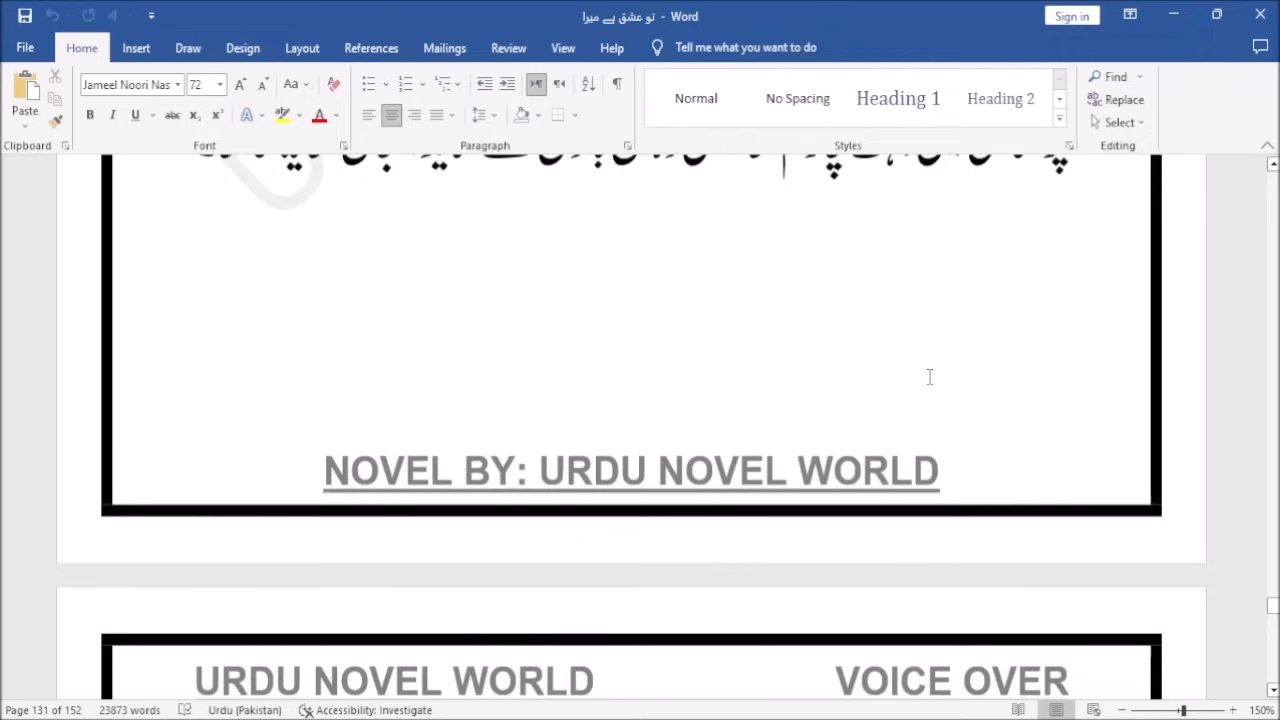 تو عشق ہے میرا - Word
Sign in
File Home Insert Draw Design Layout References Mailings Review View Help Tell me what you want to do
Paste
Jameel Noori Nas 72
Aa
Normal
No Spacing
Heading 1
Heading 2
Find
Replace
Select
Clipboard Font Paragraph Styles Editing
NOVEL BY: URDU NOVEL WORLD
URDU NOVEL WORLD VOICE OVER
Page 131 of 152 23873 words Urdu (Pakistan) Accessibility: Investigate 150%